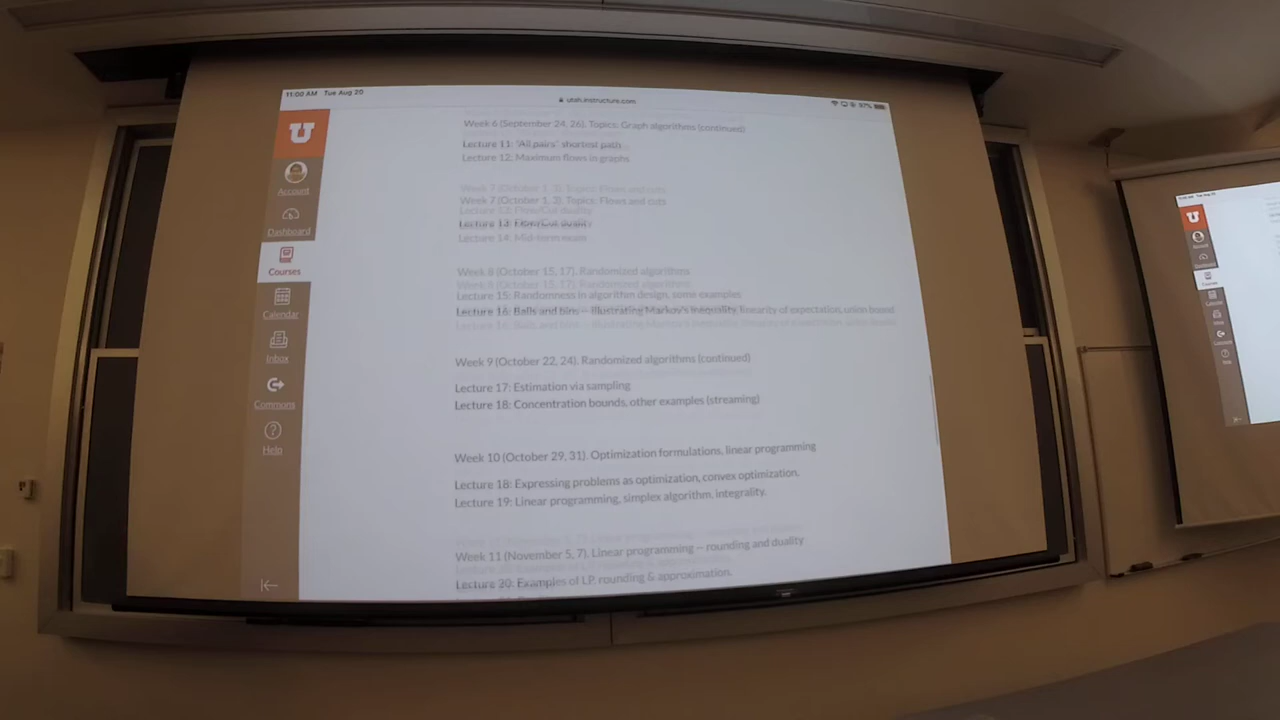 11:00 AM Tue Aug 20
utah.instructure.com
97%
U
Account
Dashboard
Courses
Calendar
Inbox
Commons
Help
Week 6 (September 24, 26). Topics: Graph algorithms (continued)
Lecture 11: "All pairs" shortest path
Lecture 12: Maximum flows in graphs
Week 7 (October 1, 3). Topics: Flows and cuts
Lecture 13: Flow/Cut duality
Lecture 14: Mid-term exam
Week 8 (October 15, 17). Randomized algorithms
Lecture 15: Randomness in algorithm design, some examples
Lecture 16: Balls and bins — illustrating Markov's inequality, linearity of expectation, union bound
Week 9 (October 22, 24). Randomized algorithms (continued)
Lecture 17: Estimation via sampling
Lecture 18: Concentration bounds, other examples (streaming)
Week 10 (October 29, 31). Optimization formulations, linear programming
Lecture 18: Expressing problems as optimization, convex optimization.
Lecture 19: Linear programming, simplex algorithm, integrality.
Week 11 (November 5, 7). Linear programming — rounding and duality
Lecture 20: Examples of LP rounding & approximation.